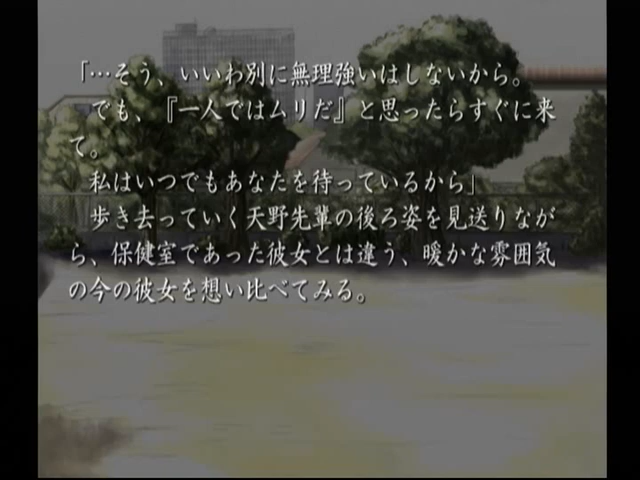 「…そう、いいわ別に無理強いはしないから。
　でも、『一人ではムリだ』と思ったらすぐに来
て。
　私はいつでもあなたを待っているから」
　歩き去っていく天野先輩の後ろ姿を見送りなが
ら、保健室であった彼女とは違う、暖かな雰囲気
の今の彼女を想い比べてみる。